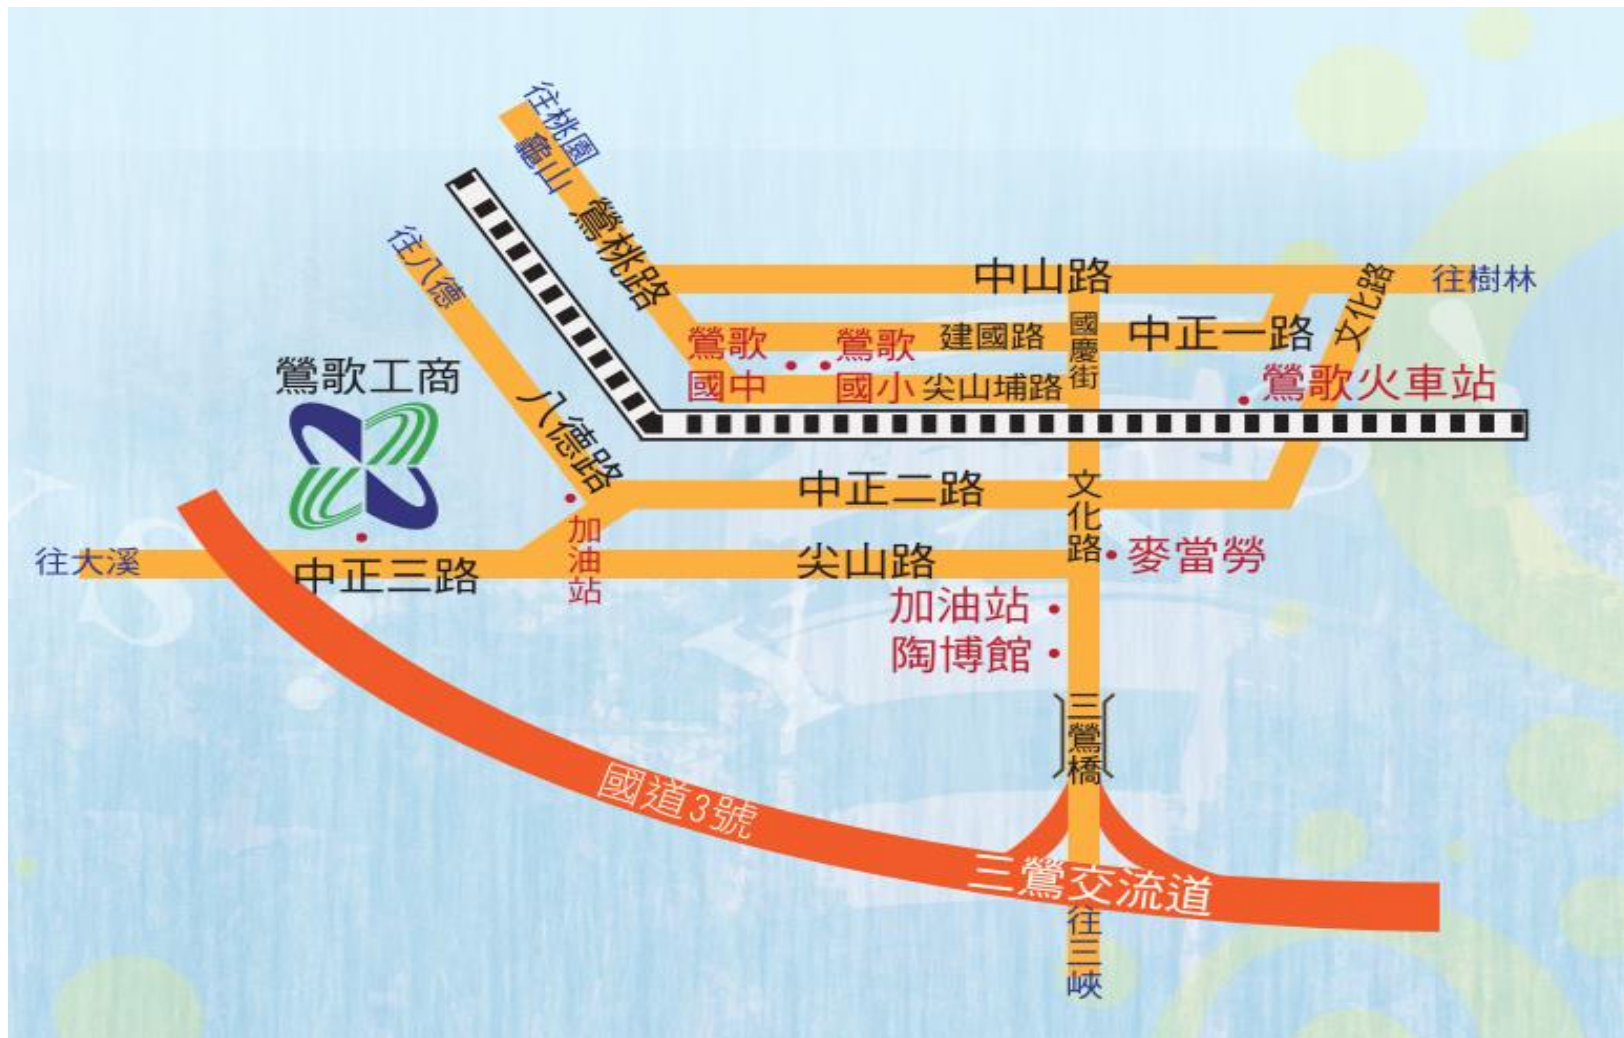 往桃園
龜山
鶯桃路
往八德
中山路
往樹林
文化路
國慶街
建國路
中正一路
鶯歌
國中
鶯歌
國小
尖山埔路
鶯歌火車站
鶯歌工商
八德路
中正二路
文化路
加油站
往大溪
中正三路
尖山路
麥當勞
加油站
陶博館
三鶯橋
國道3號
三鶯交流道
往三峽